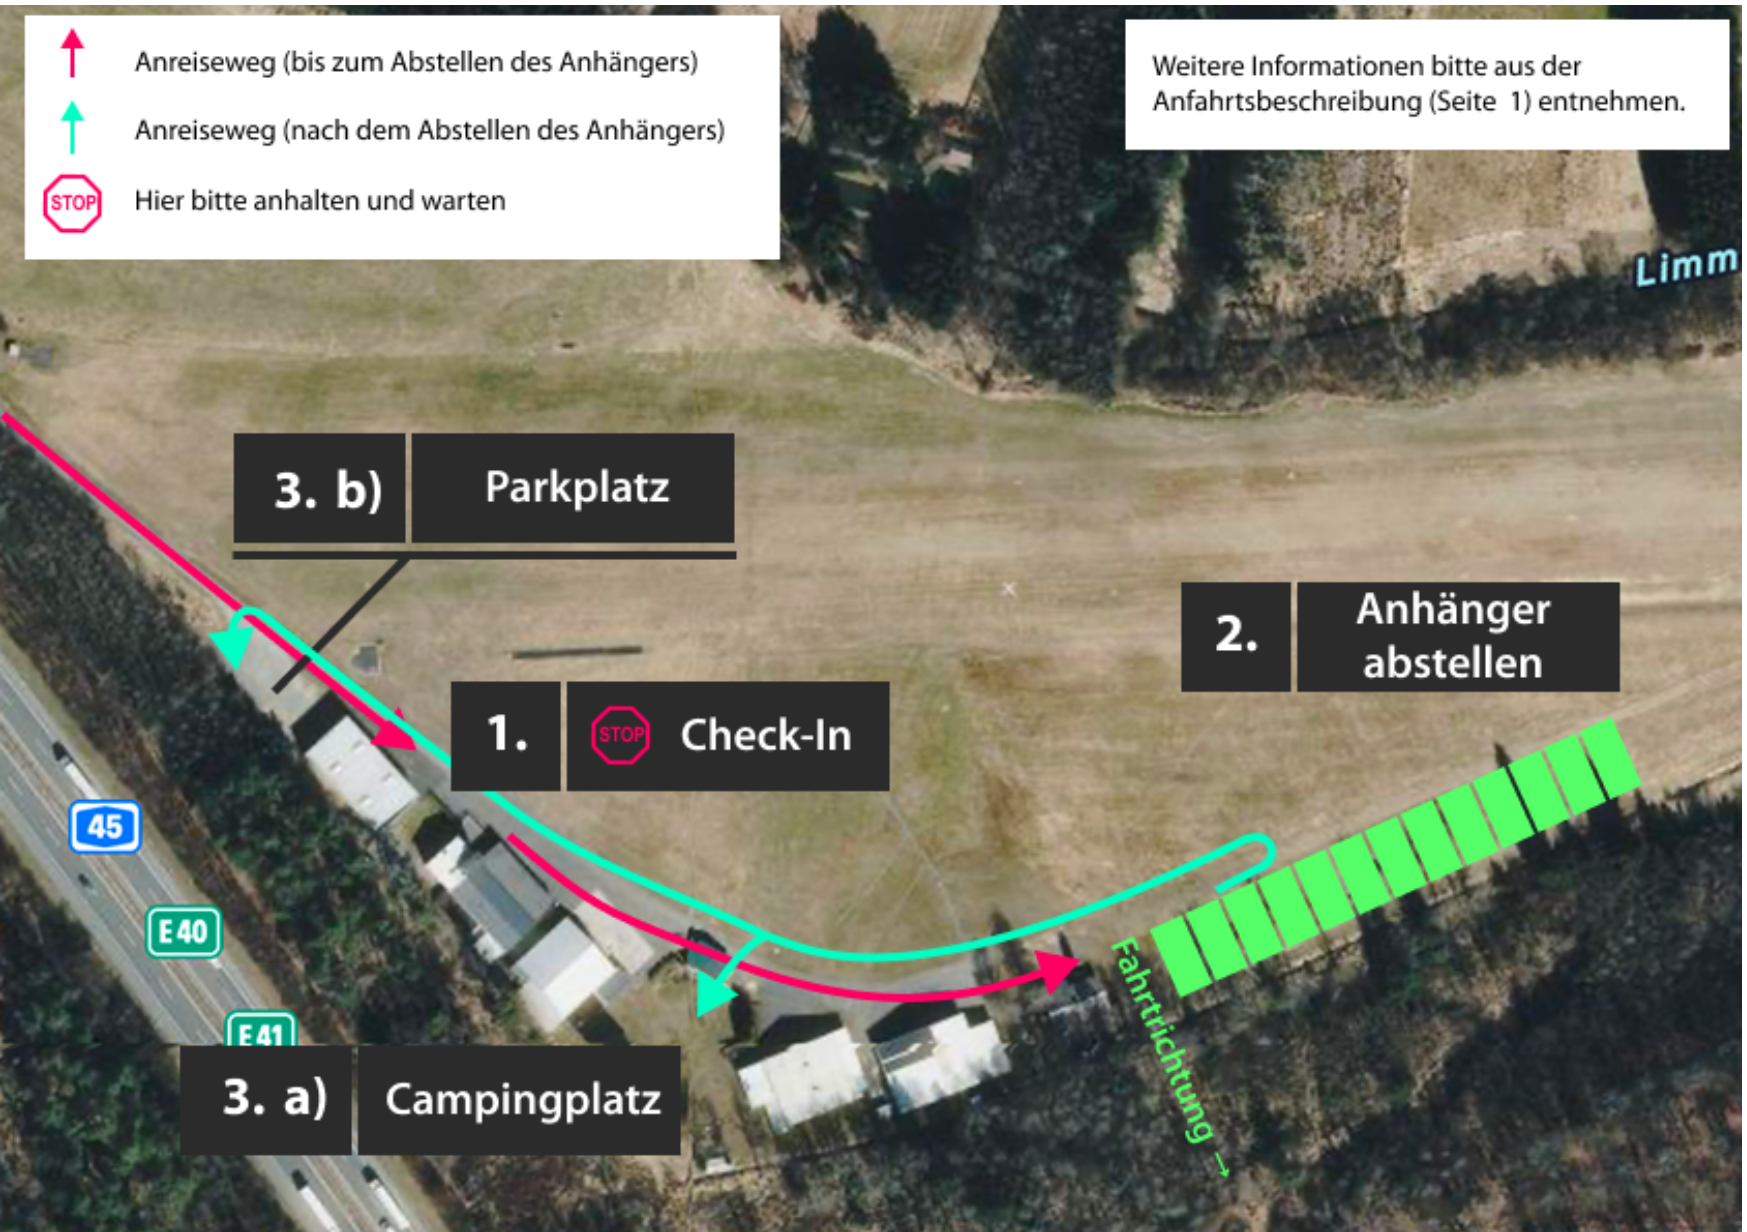 Anreiseweg (bis zum Abstellen des Anhängers)
Anreiseweg (nach dem Abstellen des Anhängers)
STOP
Hier bitte anhalten und warten
Weitere Informationen bitte aus der
Anfahrtsbeschreibung (Seite 1) entnehmen.
Limm
3. b)
Parkplatz
2.
Anhänger
abstellen
1.
STOP
Check-In
45
E 40
E 41
Fahrtrichtung →
3. a)
Campingplatz